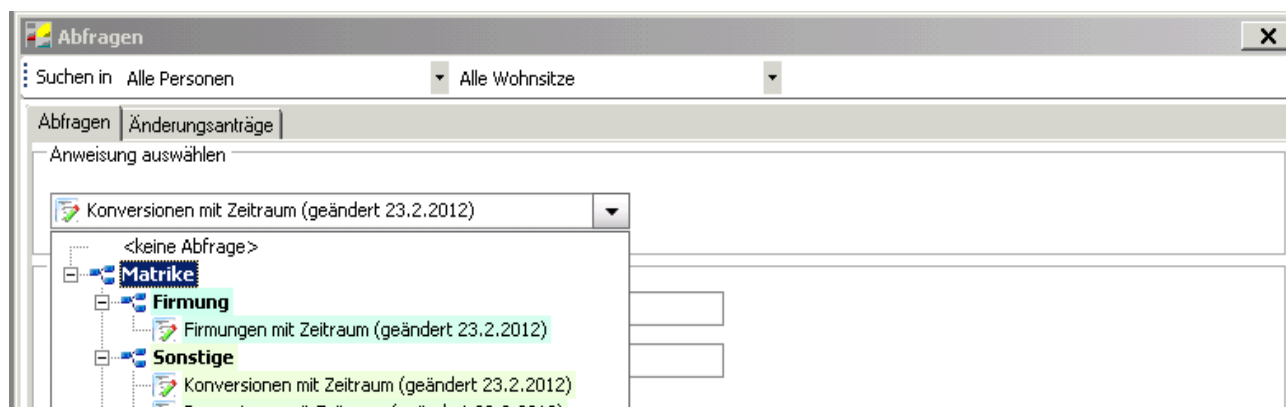 Abfragen
Suchen in Alle Personen Alle Wohnsitze
Abfragen Änderungsanträge
Anweisung auswählen
Konversionen mit Zeitraum (geändert 23.2.2012)
<keine Abfrage>
Matrike
Firmung
Firmungen mit Zeitraum (geändert 23.2.2012)
Sonstige
Konversionen mit Zeitraum (geändert 23.2.2012)